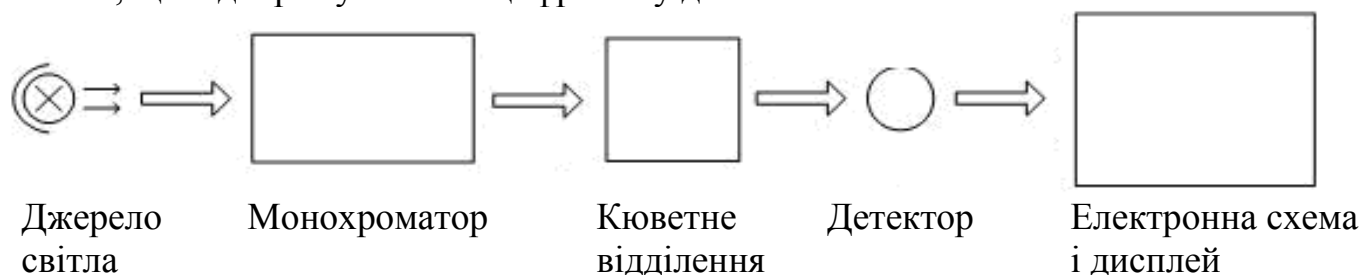 Джерело світла
Монохроматор
Кюветне відділення
Детектор
Електронна схема і дисплей